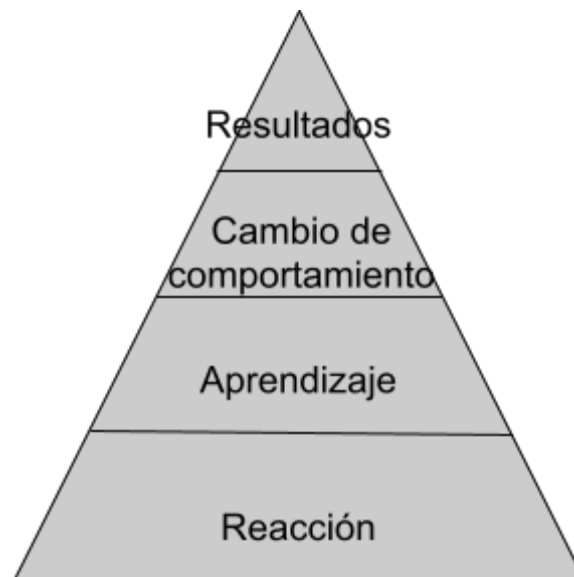 Resultados
Cambio de
comportamiento
Aprendizaje
Reacción